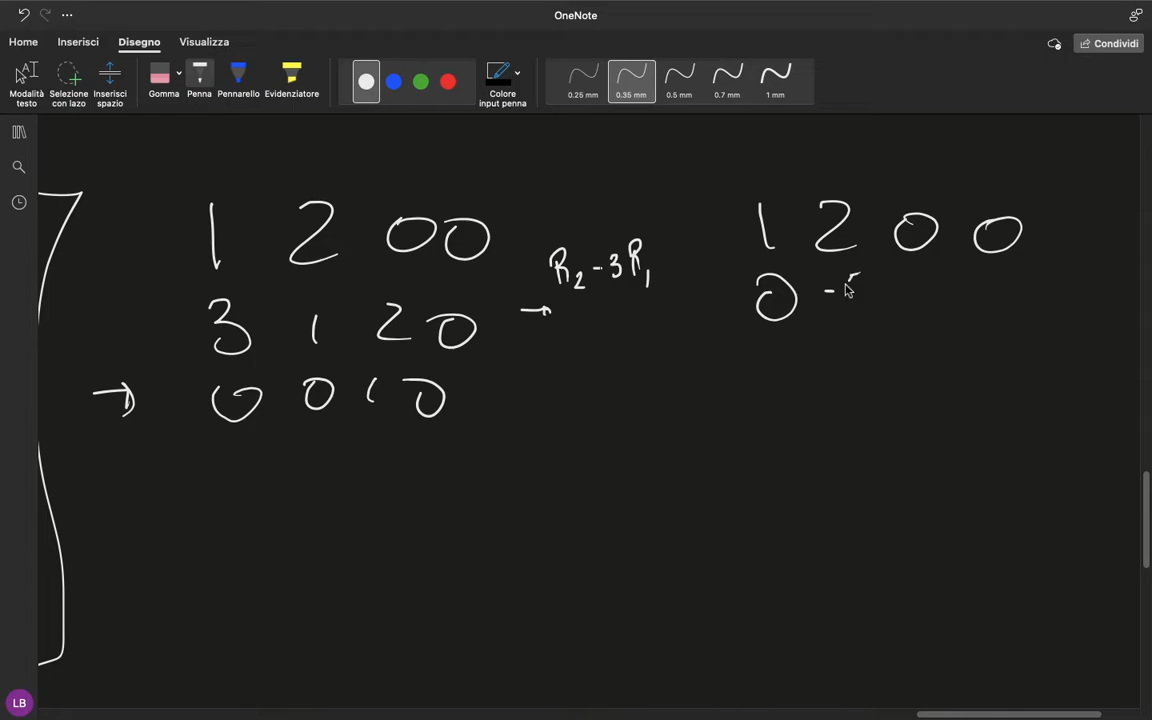 OneNote
Home Inserisci Disegno Visualizza
Condividi
Modalità testo
Selezione con lazo
Inserisci spazio
Gomma
Penna
Pennarello
Evidenziatore
Colore input penna
0.25 mm
0.35 mm
0.5 mm
0.7 mm
1 mm
1 2 0 0
3 1 2 0
→ 0 0 1 0
→ R2 - 3R1
1 2 0 0
0 -
LB